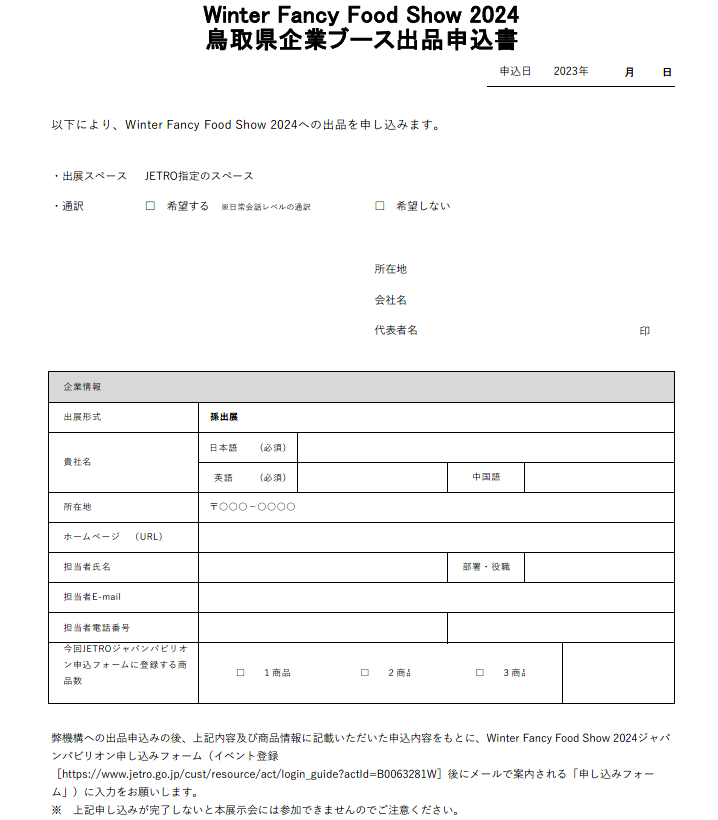 Winter Fancy Food Show 2024
鳥取県企業ブース出品申込書
申込日 2023年 月 日
以下により、Winter Fancy Food Show 2024への出品を申し込みます。
・出展スペース JETRO指定のスペース
・通訳 □ 希望する ※日常会話レベルの通訳 □ 希望しない
所在地
会社名
代表者名 印
企業情報
出展形式 孫出展
貴社名 日本語 (必須)
英語 (必須) 中国語
所在地 〒○○○－○○○○
ホームページ （URL）
担当者氏名 部署・役職
担当者E-mail
担当者電話番号
今回JETROジャパンパビリオ
ン申込フォームに登録する商
品数
□ 1商品 □ 2商品 □ 3商品
弊機構への出品申込みの後、上記内容及び商品情報に記載いただいた申込内容をもとに、Winter Fancy Food Show 2024ジャパ
ンパビリオン申し込みフォーム（イベント登録
［https://www.jetro.go.jp/cust/resource/act/login_guide?actId=B0063281W］後にメールで案内される「申し込みフォー
ム」）に入力をお願いします。
※ 上記申し込みが完了しないと本展示会には参加できませんのでご注意ください。